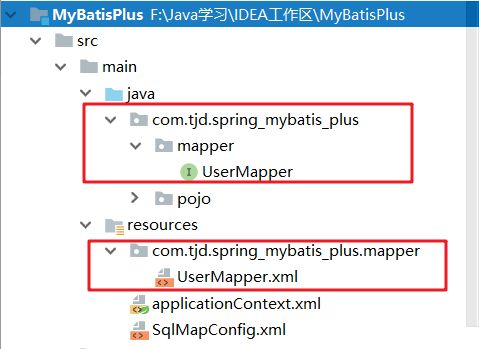 MyBatisPlus F:\Java学习\IDEA工作区\MyBatisPlus
src
main
java
com.tjd.spring_mybatis_plus
mapper
I UserMapper
pojo
resources
com.tjd.spring_mybatis_plus.mapper
UserMapper.xml
applicationContext.xml
SqlMapConfig.xml